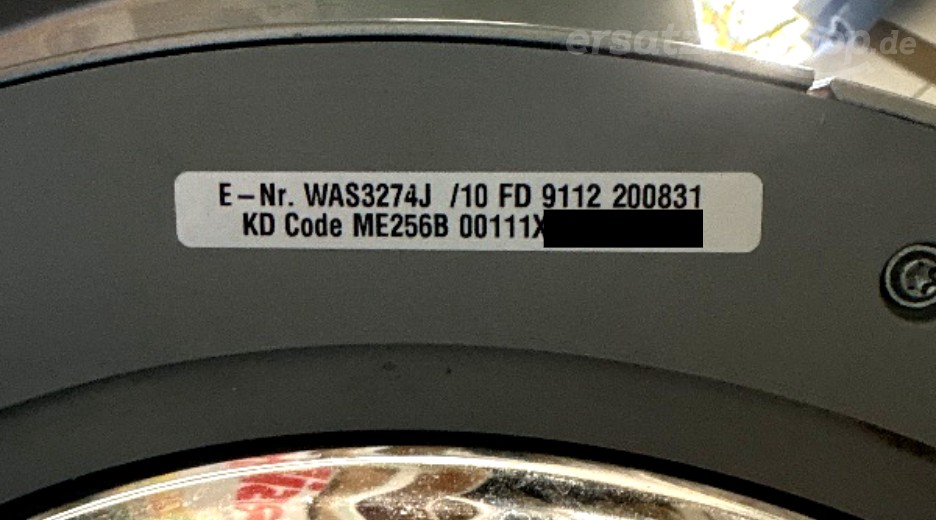 E-Nr. WAS3274J /10 FD 9112 200831
KD Code ME256B 00111X